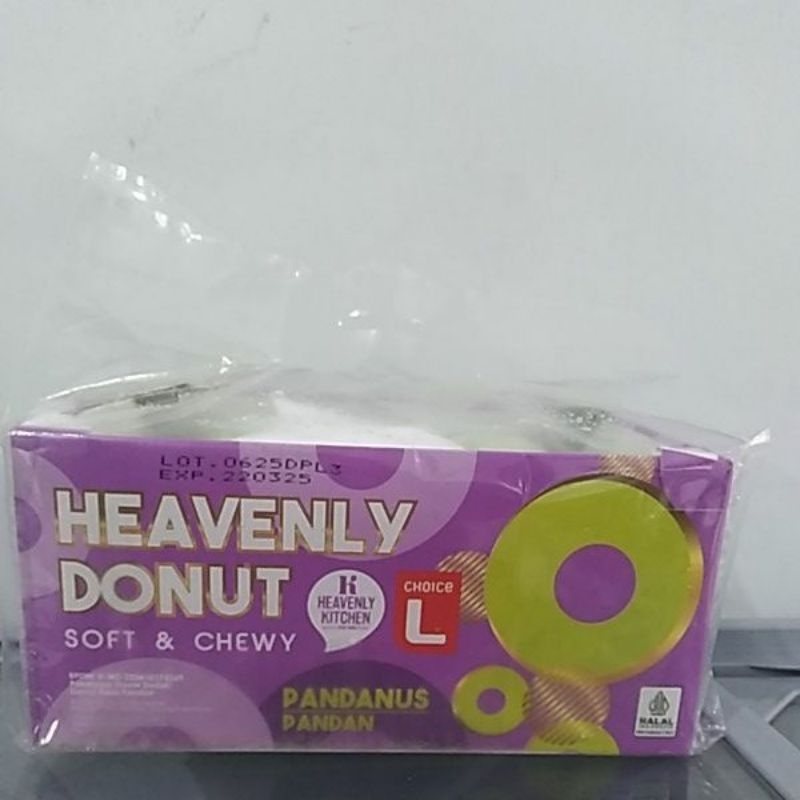 LOT.0625DPL3
EXP.220325
HEAVENLY
DONUT
SOFT & CHEWY
K
HEAVENLY
KITCHEN
CHOICE
L
PANDANUS
PANDAN
HALAL